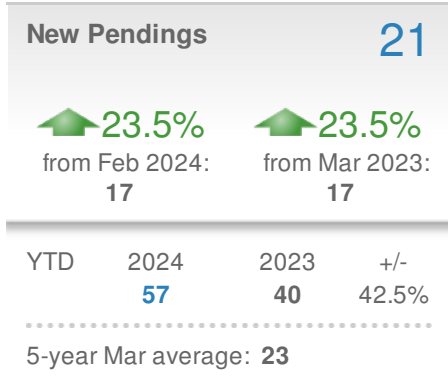 New Pendings 21
23.5% 23.5%
from Feb 2024: from Mar 2023:
17 17
YTD 2024 2023 +/-
57 40 42.5%
5-year Mar average: 23